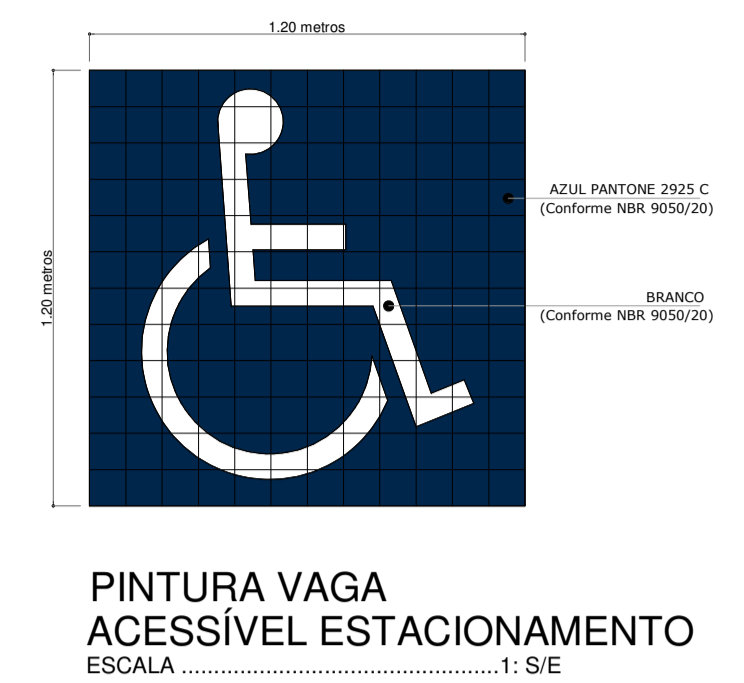 1.20 metros
1.20 metros
AZUL PANTONE 2925 C
(Conforme NBR 9050/20)
BRANCO
(Conforme NBR 9050/20)
PINTURA VAGA
ACESSÍVEL ESTACIONAMENTO
ESCALA .................................................1: S/E